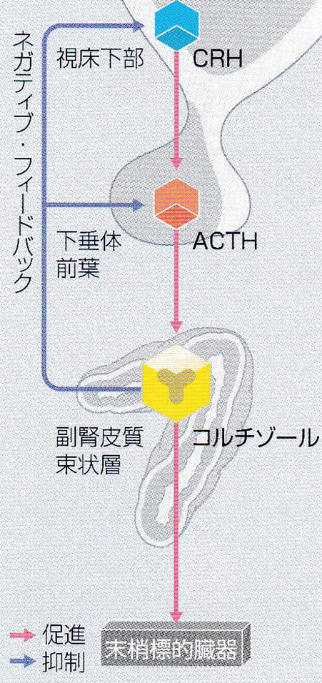 ネガティブ・フィードバック
視床下部
CRH
下垂体
前葉
ACTH
副腎皮質
束状層
コルチゾール
促進
抑制
末梢標的臓器